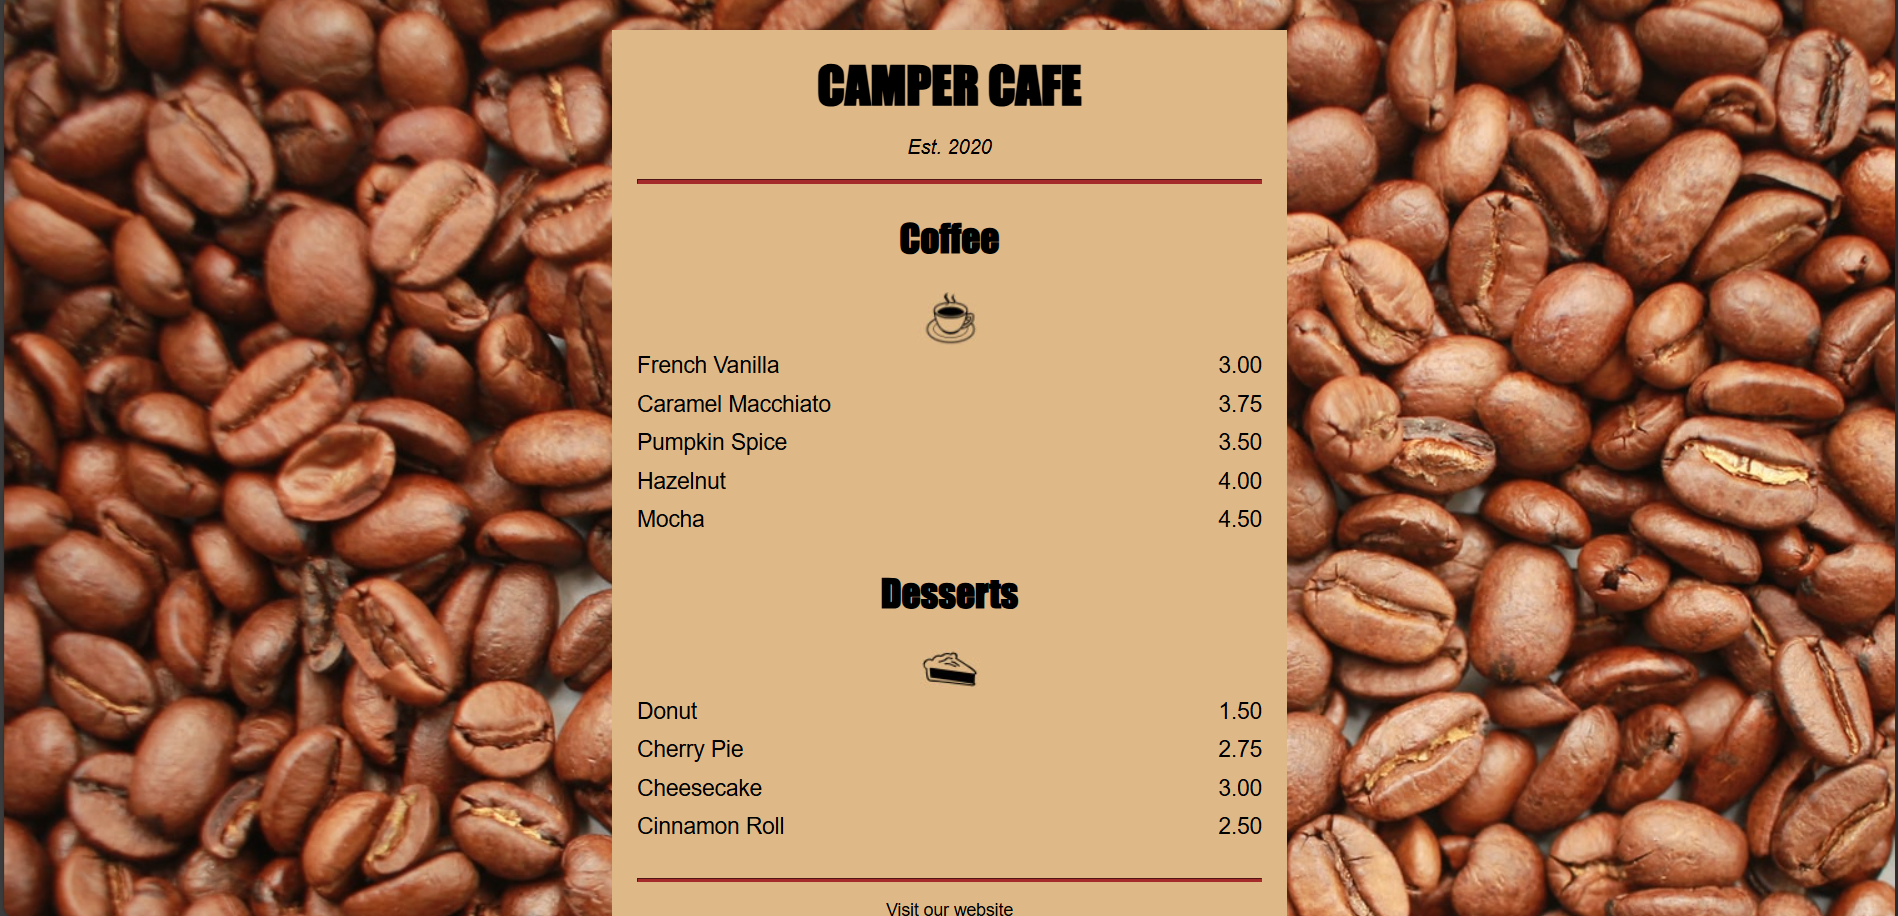 CAMPER CAFE
Est. 2020
Coffee
French Vanilla 3.00
Caramel Macchiato 3.75
Pumpkin Spice 3.50
Hazelnut 4.00
Mocha 4.50
Desserts
Donut 1.50
Cherry Pie 2.75
Cheesecake 3.00
Cinnamon Roll 2.50
Visit our website